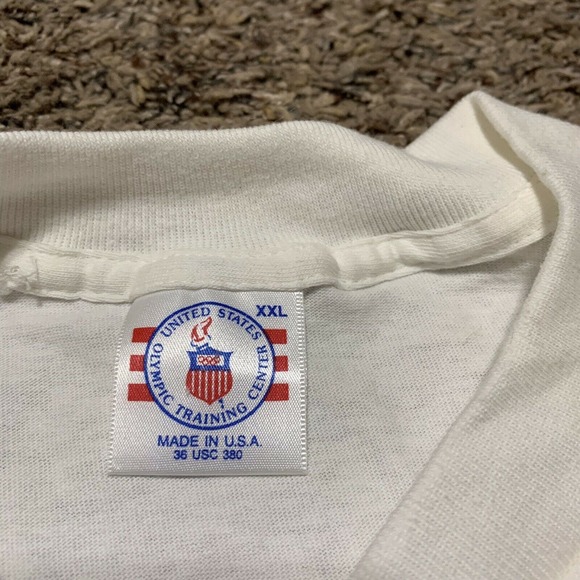 XXL
UNITED STATES
OLYMPIC TRAINING CENTER
MADE IN U.S.A.
36 USC 380